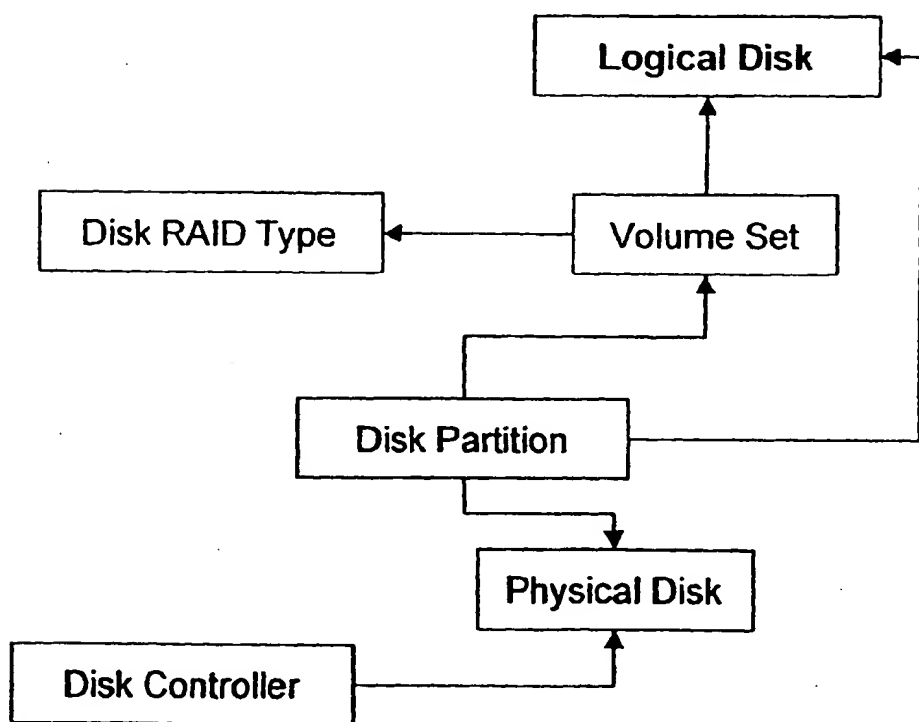 Logical Disk
Disk RAID Type
Volume Set
Disk Partition
Physical Disk
Disk Controller